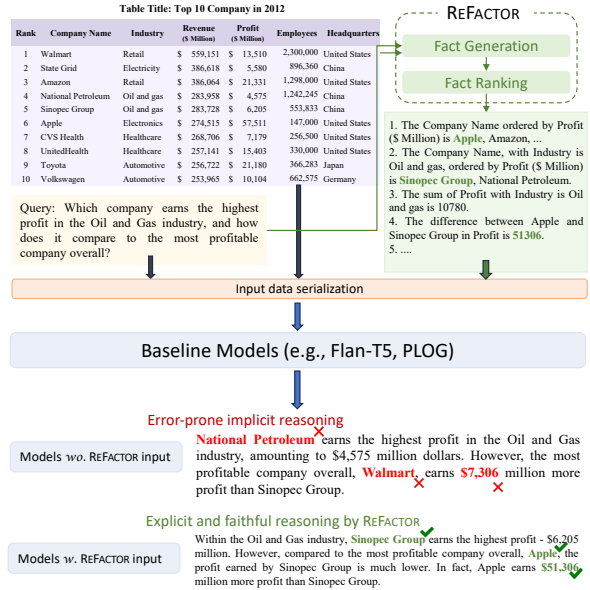 Table Title: Top 10 Company in 2012
Rank Company Name Industry Revenue ($ Million) Profit ($ Million) Employees Headquarters
1 Walmart Retail $ 559,151 $ 13,510 2,300,000 United States
2 State Grid Electricity $ 386,618 $ 5,580 896,360 China
3 Amazon Retail $ 386,064 $ 21,331 1,298,000 United States
4 National Petroleum Oil and gas $ 283,958 $ 4,575 1,242,245 China
5 Sinopec Group Oil and gas $ 283,728 $ 6,205 553,833 China
6 Apple Electronics $ 274,515 $ 57,511 147,000 United States
7 CVS Health Healthcare $ 268,706 $ 7,179 256,500 United States
8 UnitedHealth Healthcare $ 257,141 $ 15,403 330,000 United States
9 Toyota Automotive $ 256,722 $ 21,180 366,283 Japan
10 Volkswagen Automotive $ 253,965 $ 10,104 662,575 Germany
REFACTOR
Fact Generation
Fact Ranking
1. The Company Name ordered by Profit
($ Million) is Apple, Amazon, ...
2. The Company Name, with Industry is
Oil and gas, ordered by Profit ($ Million)
is Sinopec Group, National Petroleum.
3. The sum of Profit with Industry is Oil
and gas is 10780.
4. The difference between Apple and
Sinopec Group in Profit is 51306.
5. ....
Query: Which company earns the highest
profit in the Oil and Gas industry, and how
does it compare to the most profitable
company overall?
Input data serialization
Baseline Models (e.g., Flan-T5, PLOG)
Error-prone implicit reasoning
Models wo. REFACTOR input
National Petroleum earns the highest profit in the Oil and Gas
industry, amounting to $4,575 million dollars. However, the most
profitable company overall, Walmart, earns $7,306 million more
profit than Sinopec Group.
Explicit and faithful reasoning by REFACTOR
Models w. REFACTOR input
Within the Oil and Gas industry, Sinopec Group earns the highest profit - $6,205
million. However, compared to the most profitable company overall, Apple, the
profit earned by Sinopec Group is much lower. In fact, Apple earns $51,306
million more profit than Sinopec Group.